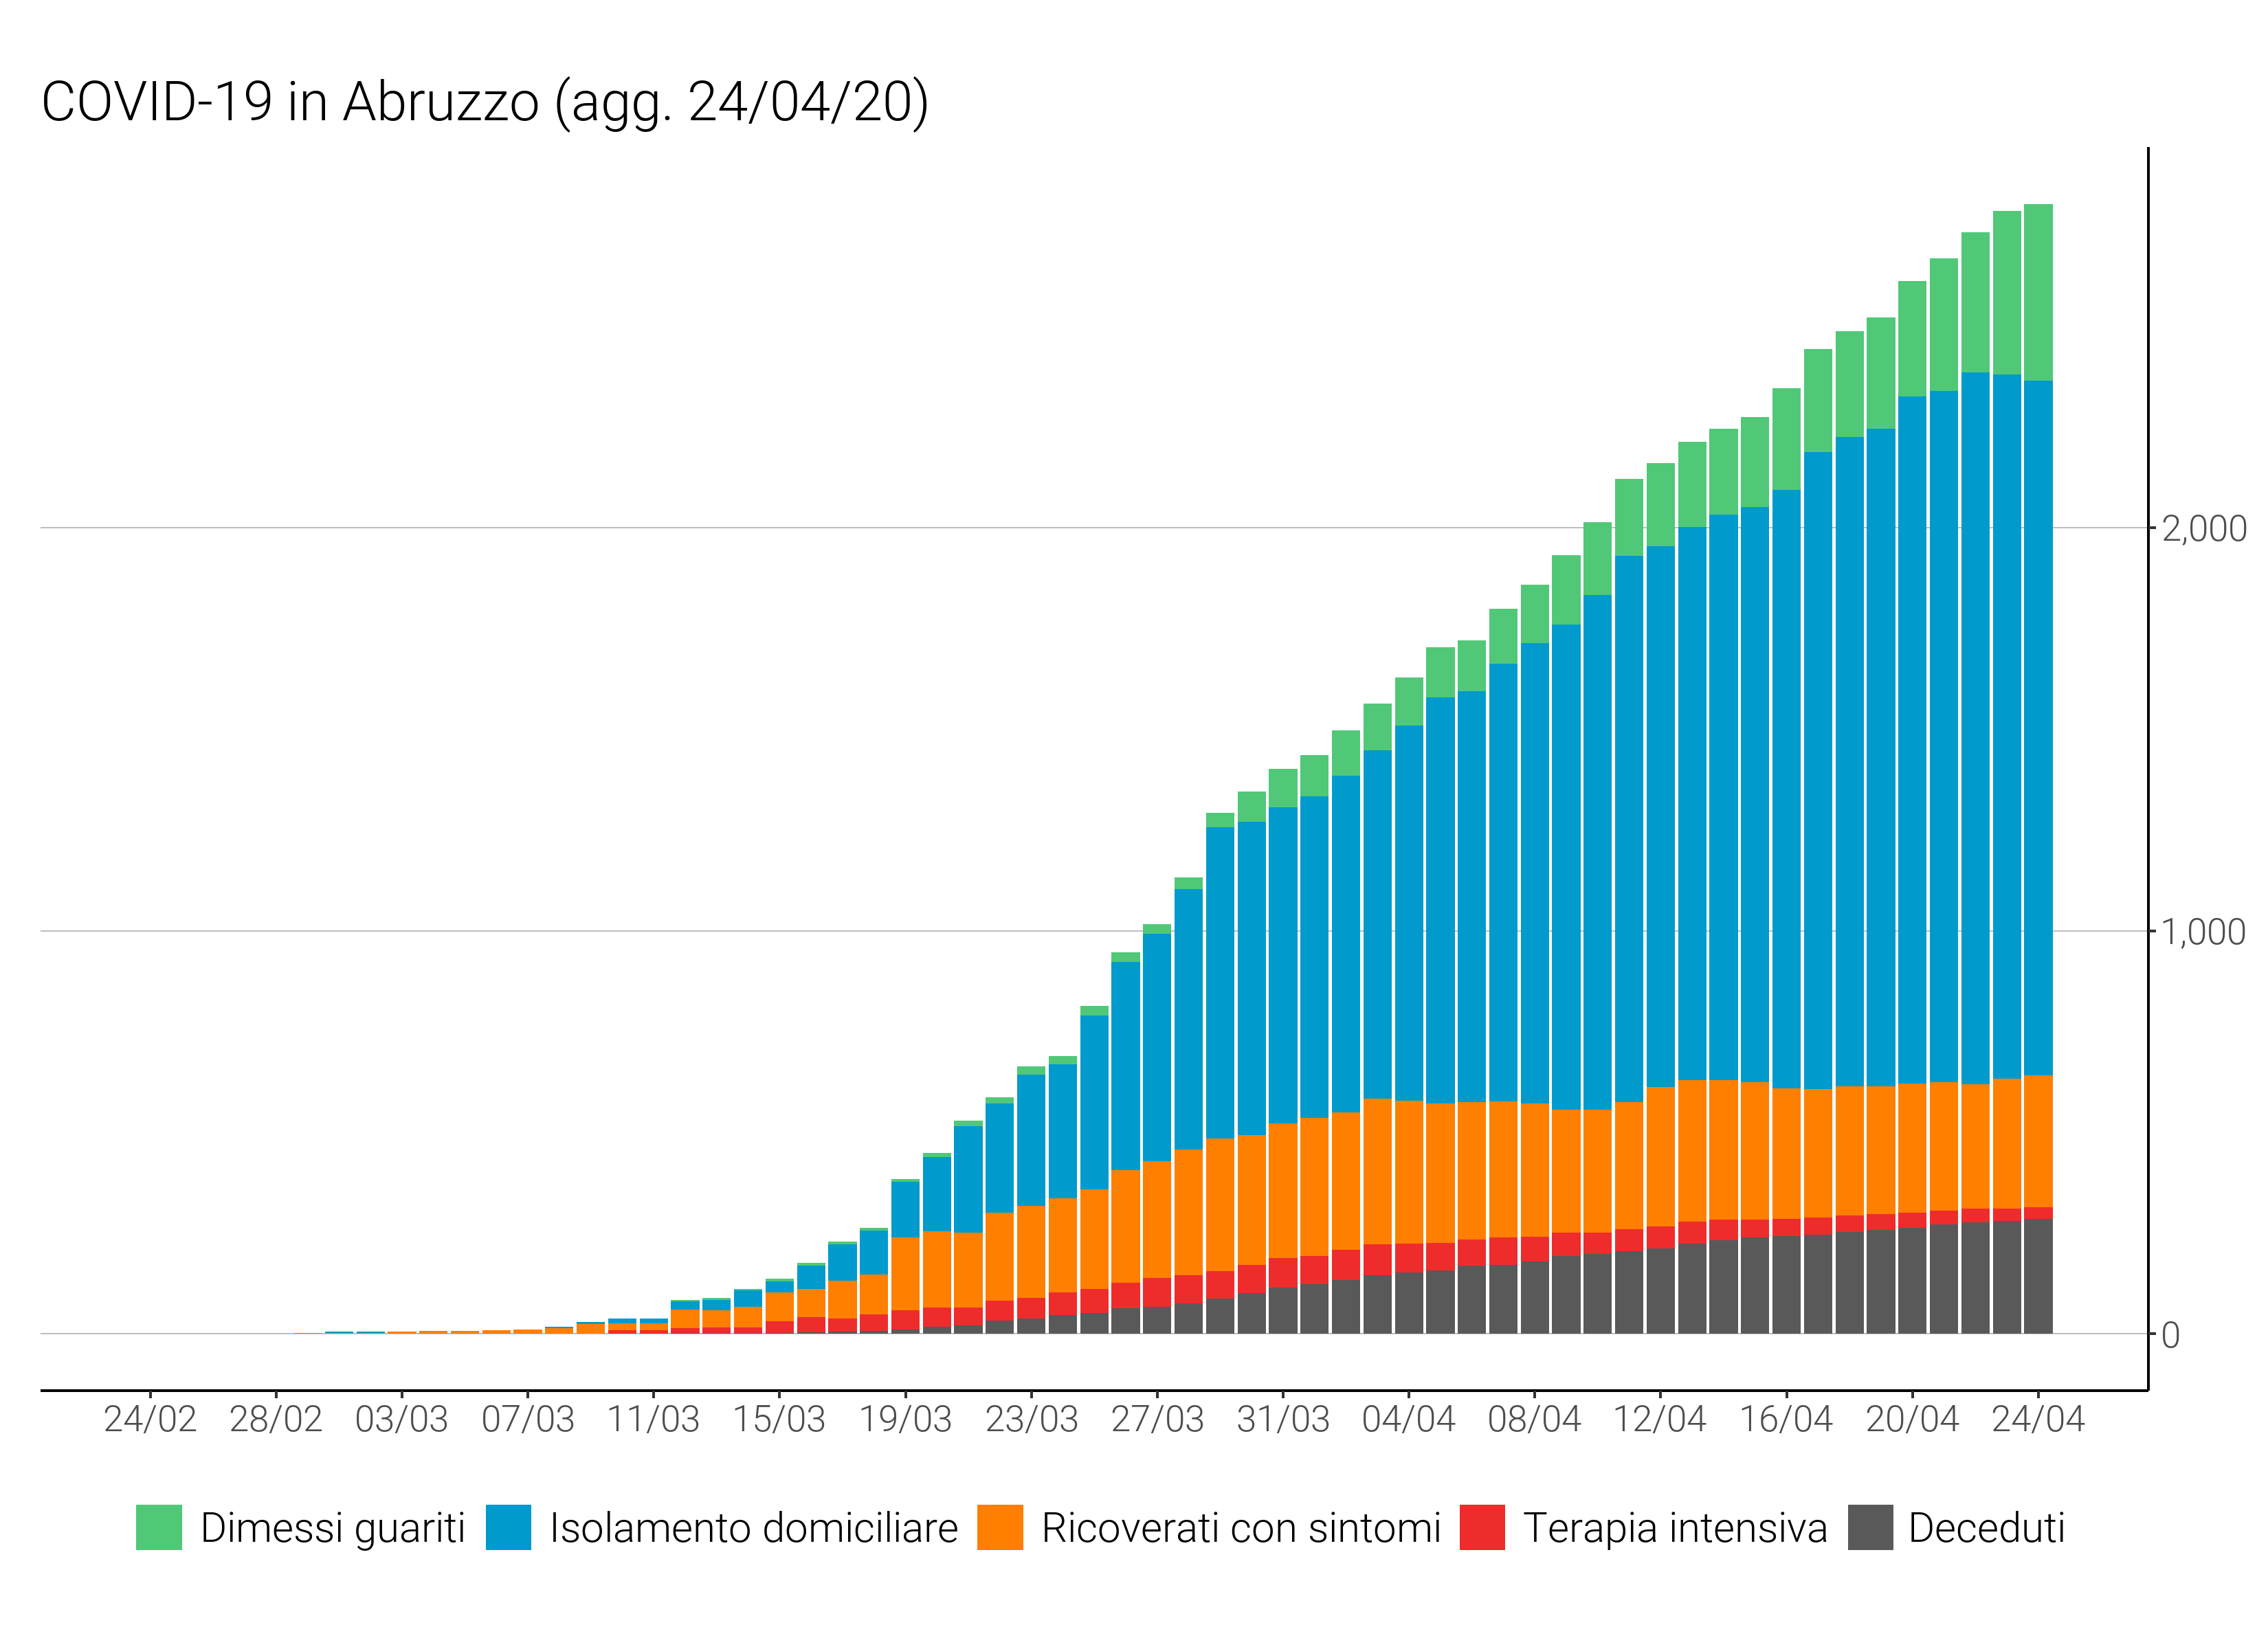 COVID-19 in Abruzzo (agg. 24/04/20)
2,000
1,000
0
24/02 28/02 03/03 07/03 11/03 15/03 19/03 23/03 27/03 31/03 04/04 08/04 12/04 16/04 20/04 24/04
Dimessi guariti Isolamento domiciliare Ricoverati con sintomi Terapia intensiva Deceduti